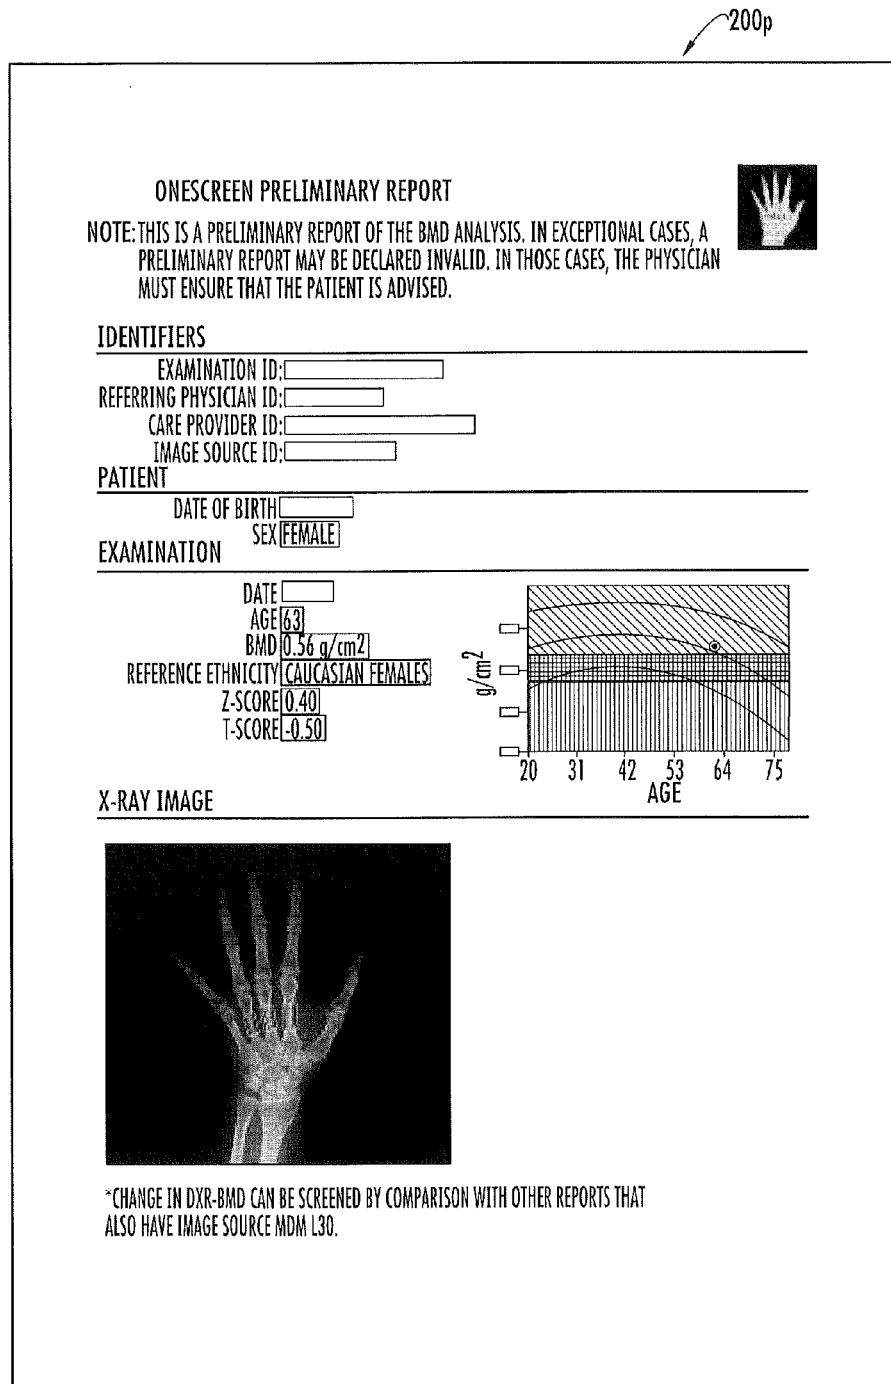 200p
ONESCREEN PRELIMINARY REPORT
NOTE: THIS IS A PRELIMINARY REPORT OF THE BMD ANALYSIS. IN EXCEPTIONAL CASES, A
PRELIMINARY REPORT MAY BE DECLARED INVALID. IN THOSE CASES, THE PHYSICIAN
MUST ENSURE THAT THE PATIENT IS ADVISED.
IDENTIFIERS
EXAMINATION ID:
REFERRING PHYSICIAN ID:
CARE PROVIDER ID:
IMAGE SOURCE ID:
PATIENT
DATE OF BIRTH
SEX FEMALE
EXAMINATION
DATE
AGE 63
BMD 0.56 g/cm2
REFERENCE ETHNICITY CAUCASIAN FEMALES
Z-SCORE 0.40
T-SCORE -0.50
g/cm2
20 31 42 53 64 75
AGE
X-RAY IMAGE
*CHANGE IN DXR-BMD CAN BE SCREENED BY COMPARISON WITH OTHER REPORTS THAT
ALSO HAVE IMAGE SOURCE MDM L30.